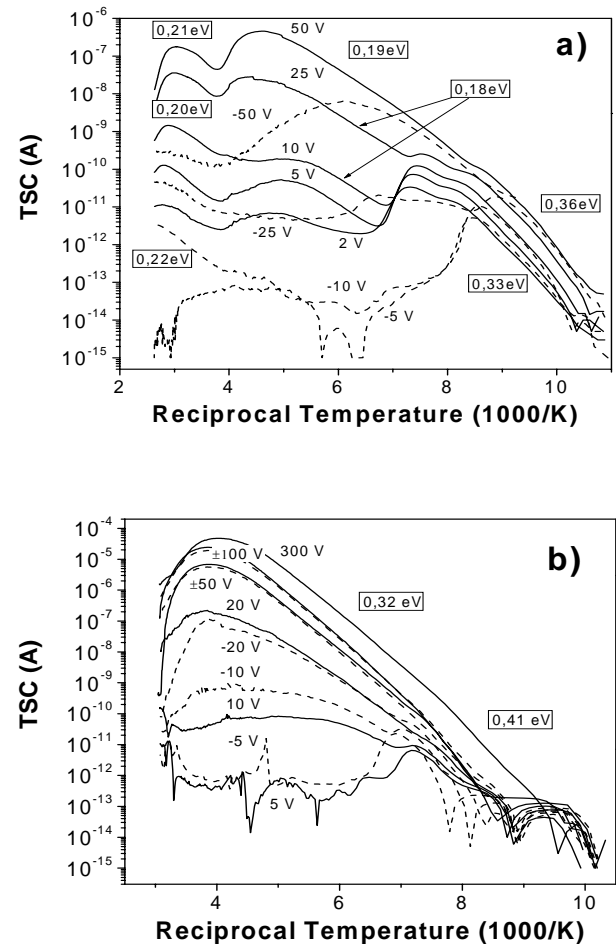 a)
TSC (A)
10^-6
10^-7
10^-8
10^-9
10^-10
10^-11
10^-12
10^-13
10^-14
10^-15
0,21eV
50 V
0,19eV
25 V
0,18eV
0,20eV
-50 V
10 V
5 V
-25 V
2 V
0,36eV
0,22eV
-10 V
-5 V
0,33eV
2 4 6 8 10
Reciprocal Temperature (1000/K)
b)
TSC (A)
10^-4
10^-5
10^-6
10^-7
10^-8
10^-9
10^-10
10^-11
10^-12
10^-13
10^-14
10^-15
±100 V
300 V
±50 V
0,32 eV
20 V
-20 V
-10 V
10 V
0,41 eV
-5 V
5 V
4 6 8 10
Reciprocal Temperature (1000/K)